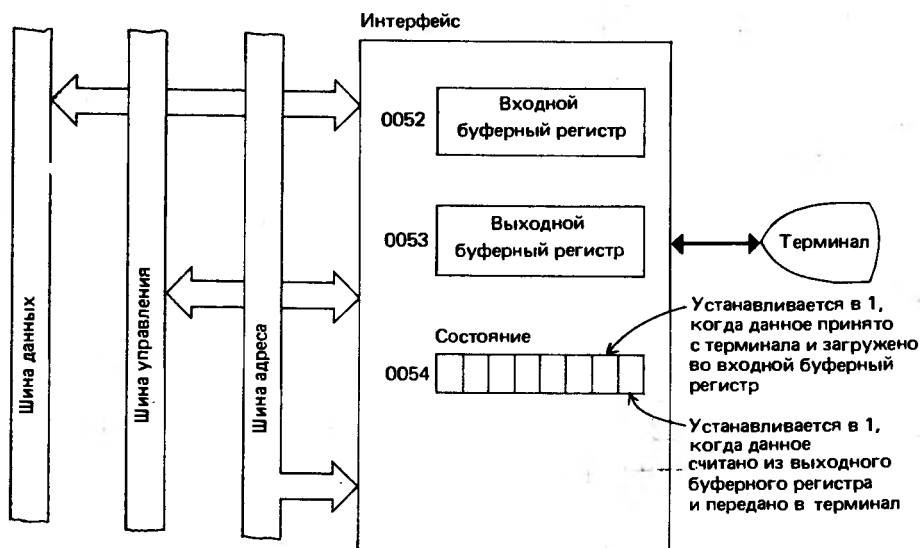 Интерфейс
Входной
0052
буферный регистр
Выходной
0053
буферный регистр
Терминал
Шина данных
Шина управления
Шина адреса
Состояние
0054
Устанавливается в 1,
когда данное принято
с терминала и загружено
во входной буферный
регистр
Устанавливается в 1,
когда данное
считано из выходного
буферного регистра
и передано в терминал